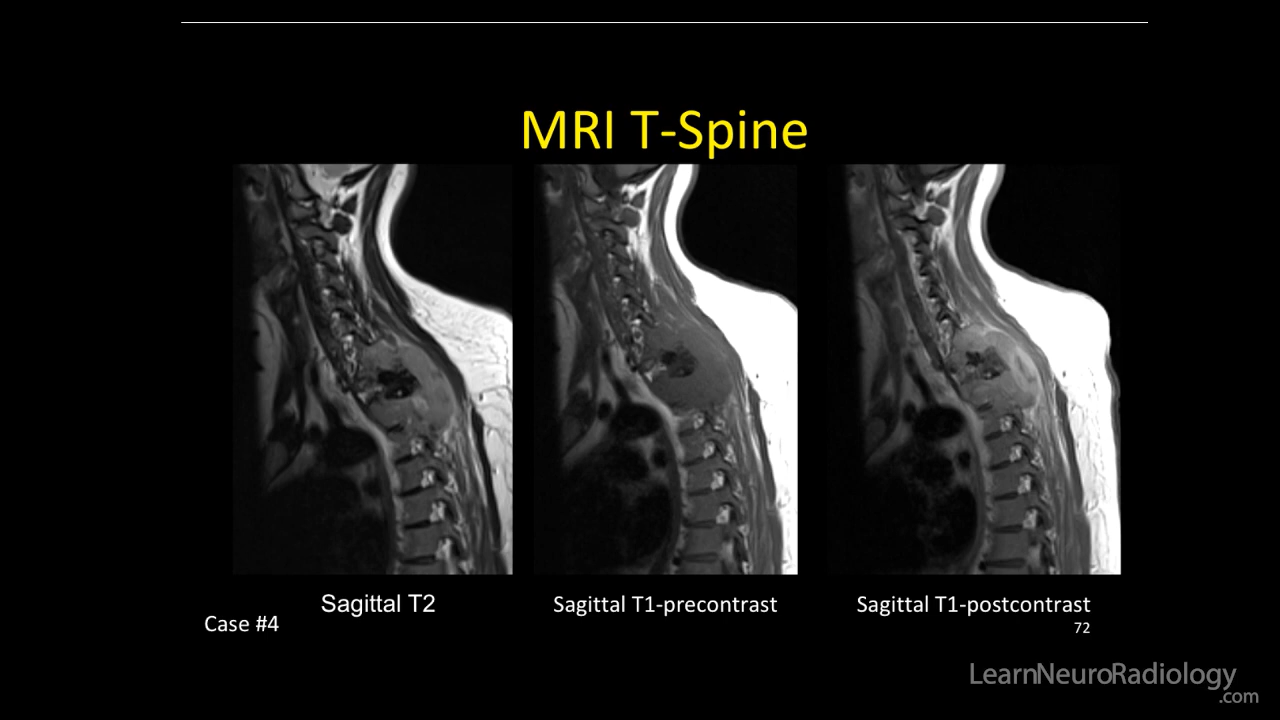 MRI T-Spine
Sagittal T2
Sagittal T1-precontrast
Sagittal T1-postcontrast
Case #4
72
LearnNeuroRadiology
.com